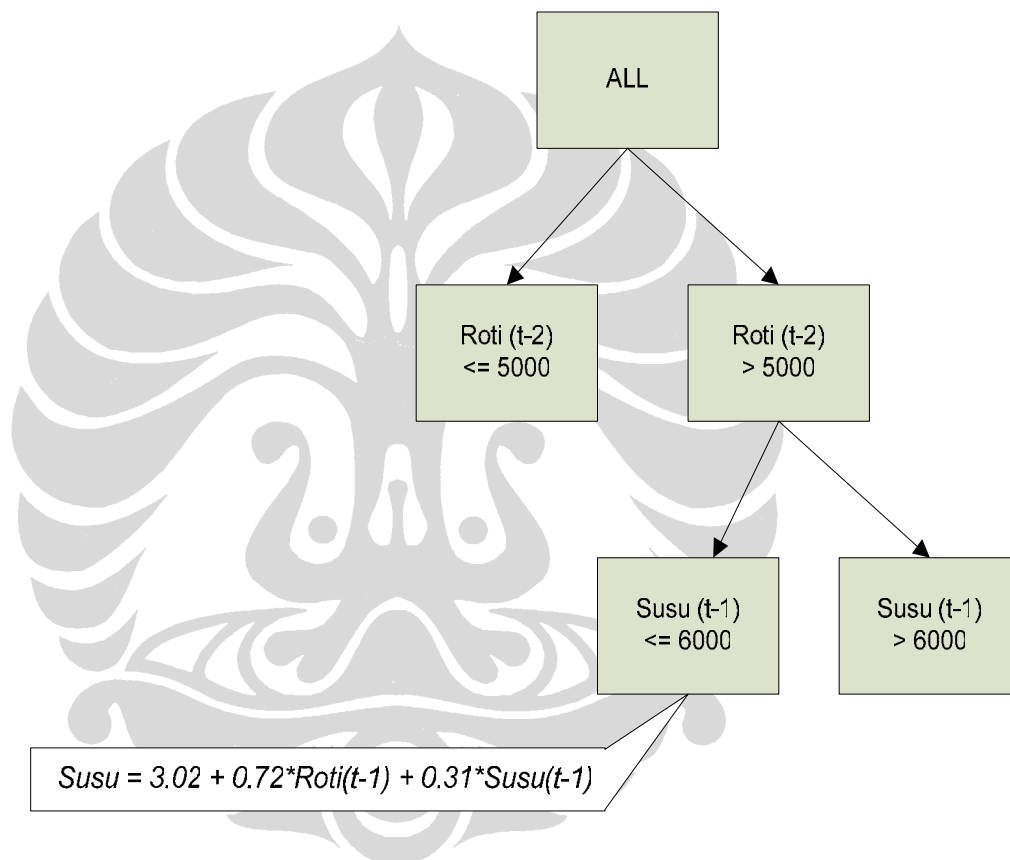 ALL
Roti (t-2)
<= 5000
Roti (t-2)
> 5000
Susu (t-1)
<= 6000
Susu (t-1)
> 6000
Susu = 3.02 + 0.72*Roti(t-1) + 0.31*Susu(t-1)